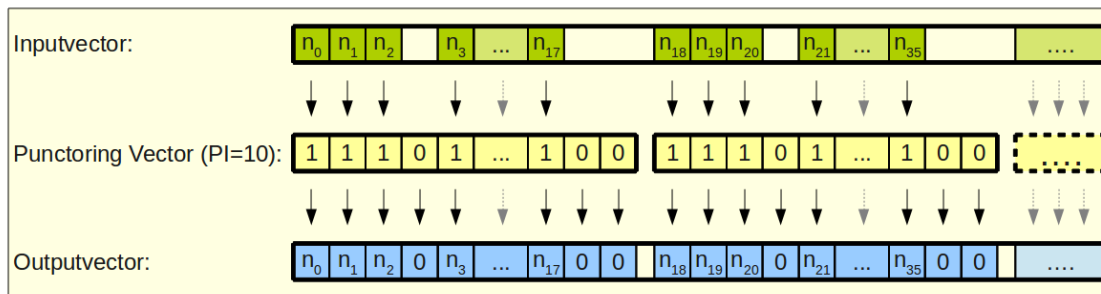 Inputvector: n₀ n₁ n₂ n₃ ... n₁₇ n₁₈ n₁₉ n₂₀ n₂₁ ... n₃₅ ....
Punctoring Vector (PI=10): 1 1 1 0 1 ... 1 0 0 1 1 1 0 1 ... 1 0 0 ....
Outputvector: n₀ n₁ n₂ 0 n₃ ... n₁₇ 0 0 n₁₈ n₁₉ n₂₀ 0 n₂₁ ... n₃₅ 0 0 ....